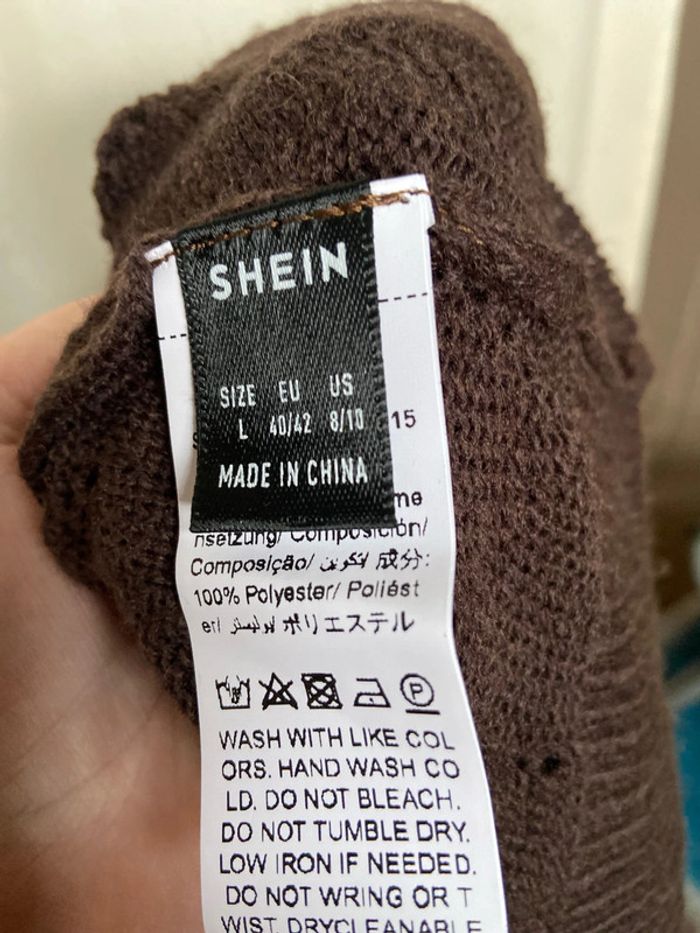 SHEIN
SIZE EU US
L 40/42 8/10
15
MADE IN CHINA
me
nsetzung/ Composición/
Composição/ تكوين 成分:
100% Polyester/ Poliést
er/ بوليستر ポリエステル
P
WASH WITH LIKE COL
ORS. HAND WASH CO
LD. DO NOT BLEACH.
DO NOT TUMBLE DRY.
LOW IRON IF NEEDED.
DO NOT WRING OR T
WIST. DRYCLEANABLE